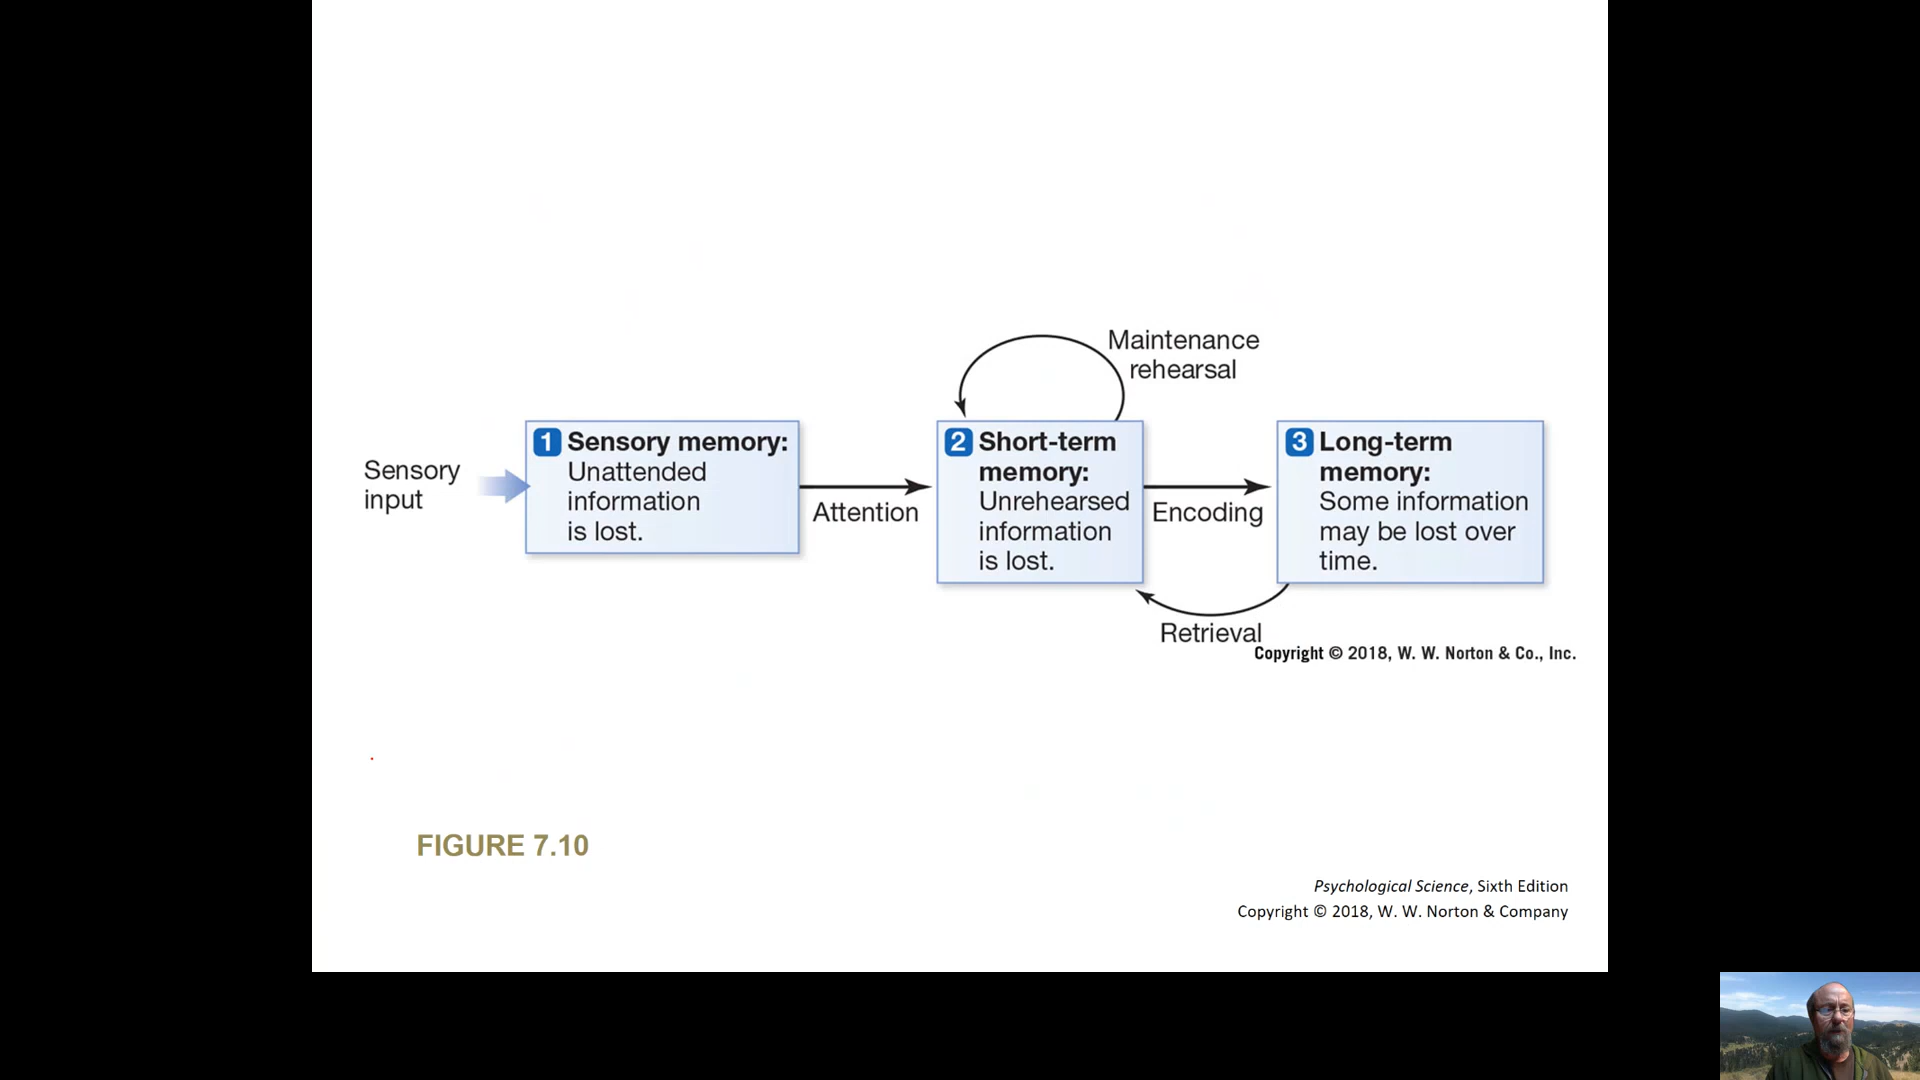 Maintenance
rehearsal
Sensory
input
1 Sensory memory:
Unattended
information
is lost.
Attention
2 Short-term
memory:
Unrehearsed
information
is lost.
Encoding
3 Long-term
memory:
Some information
may be lost over
time.
Retrieval
Copyright © 2018, W. W. Norton & Co., Inc.
FIGURE 7.10
Psychological Science, Sixth Edition
Copyright © 2018, W. W. Norton & Company